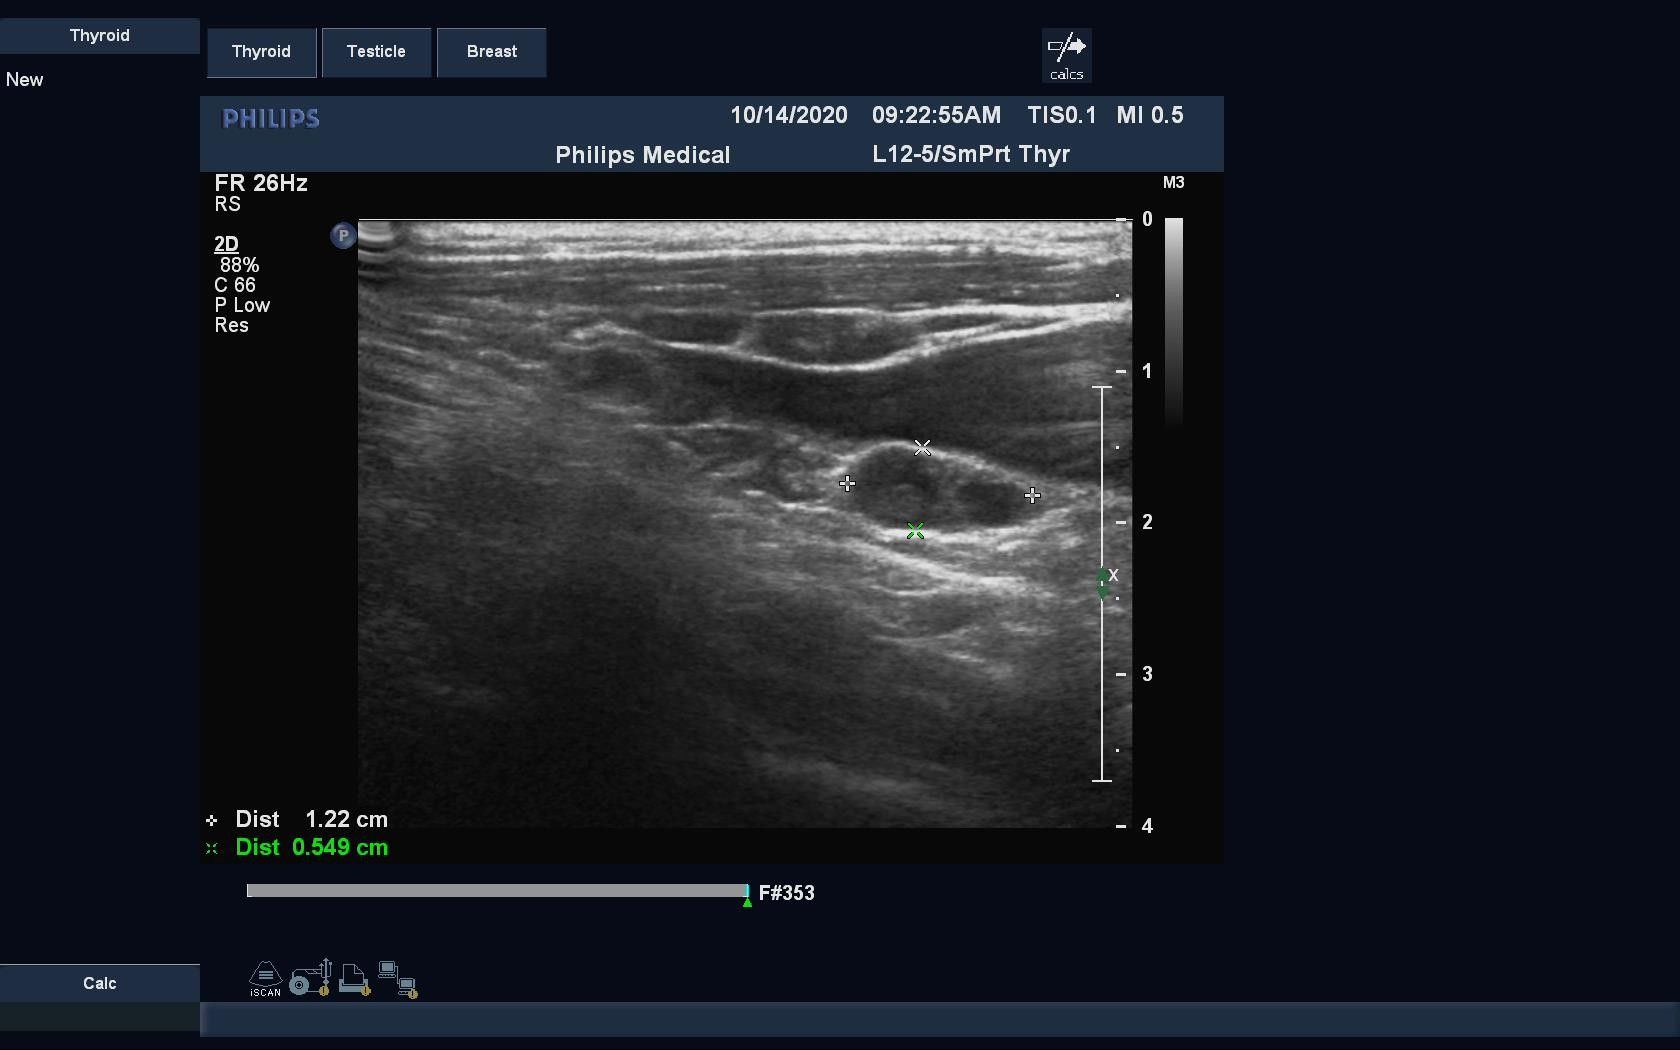 Thyroid
New
Thyroid
Testicle
Breast
calcs
PHILIPS
10/14/2020 09:22:55AM TIS0.1 MI 0.5
Philips Medical L12-5/SmPrt Thyr
FR 26Hz
RS
M3
P
2D
88%
C 66
P Low
Res
0
1
2
X
3
4
Dist 1.22 cm
Dist 0.549 cm
F#353
iSCAN
Calc